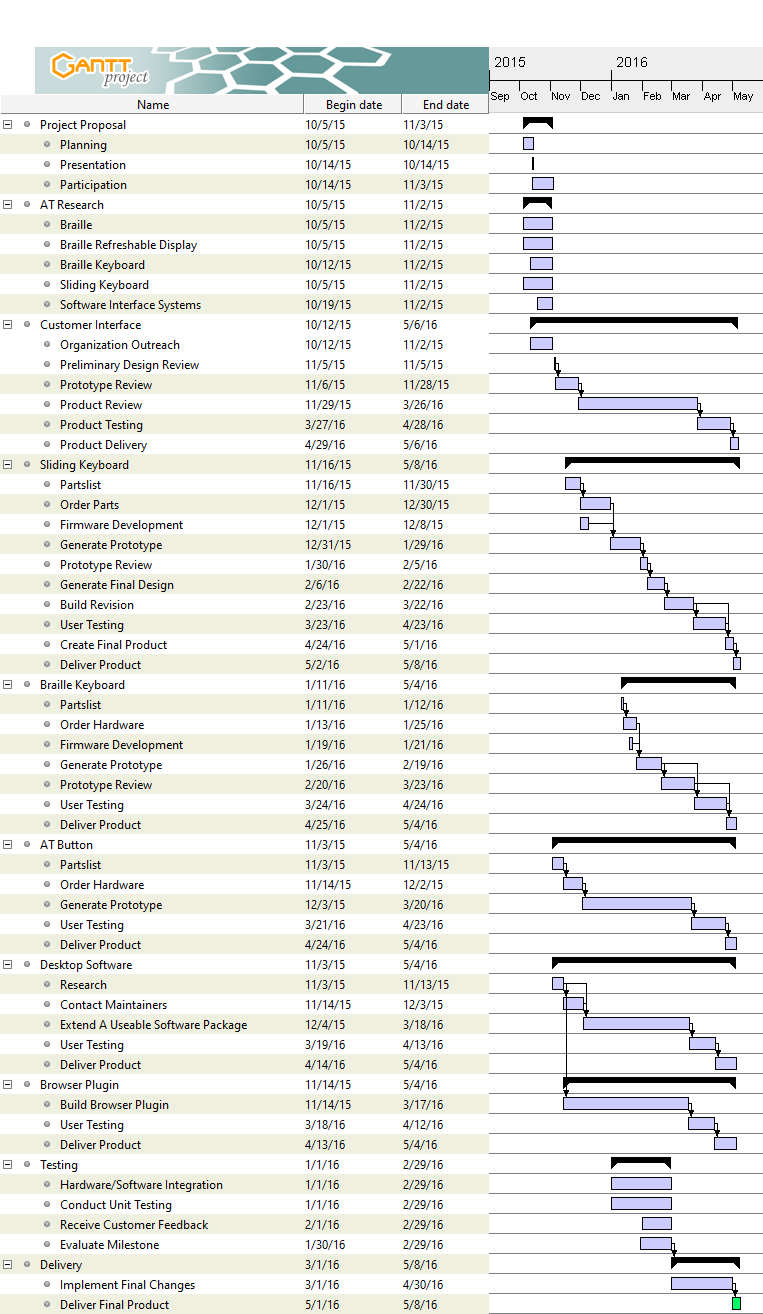 GANTT project
2015 2016
Sep Oct Nov Dec Jan Feb Mar Apr May
Name Begin date End date
Project Proposal 10/5/15 11/3/15
Planning 10/5/15 10/14/15
Presentation 10/14/15 10/14/15
Participation 10/14/15 11/3/15
AT Research 10/5/15 11/2/15
Braille 10/5/15 11/2/15
Braille Refreshable Display 10/5/15 11/2/15
Braille Keyboard 10/12/15 11/2/15
Sliding Keyboard 10/5/15 11/2/15
Software Interface Systems 10/19/15 11/2/15
Customer Interface 10/12/15 5/6/16
Organization Outreach 10/12/15 11/2/15
Preliminary Design Review 11/5/15 11/5/15
Prototype Review 11/6/15 11/28/15
Product Review 11/29/15 3/26/16
Product Testing 3/27/16 4/28/16
Product Delivery 4/29/16 5/6/16
Sliding Keyboard 11/16/15 5/8/16
Partslist 11/16/15 11/30/15
Order Parts 12/1/15 12/30/15
Firmware Development 12/1/15 12/8/15
Generate Prototype 12/31/15 1/29/16
Prototype Review 1/30/16 2/5/16
Generate Final Design 2/6/16 2/22/16
Build Revision 2/23/16 3/22/16
User Testing 3/23/16 4/23/16
Create Final Product 4/24/16 5/1/16
Deliver Product 5/2/16 5/8/16
Braille Keyboard 1/11/16 5/4/16
Partslist 1/11/16 1/12/16
Order Hardware 1/13/16 1/25/16
Firmware Development 1/19/16 1/21/16
Generate Prototype 1/26/16 2/19/16
Prototype Review 2/20/16 3/23/16
User Testing 3/24/16 4/24/16
Deliver Product 4/25/16 5/4/16
AT Button 11/3/15 5/4/16
Partslist 11/3/15 11/13/15
Order Hardware 11/14/15 12/2/15
Generate Prototype 12/3/15 3/20/16
User Testing 3/21/16 4/23/16
Deliver Product 4/24/16 5/4/16
Desktop Software 11/3/15 5/4/16
Research 11/3/15 11/13/15
Contact Maintainers 11/14/15 12/3/15
Extend A Useable Software Package 12/4/15 3/18/16
User Testing 3/19/16 4/13/16
Deliver Product 4/14/16 5/4/16
Browser Plugin 11/14/15 5/4/16
Build Browser Plugin 11/14/15 3/17/16
User Testing 3/18/16 4/12/16
Deliver Product 4/13/16 5/4/16
Testing 1/1/16 2/29/16
Hardware/Software Integration 1/1/16 2/29/16
Conduct Unit Testing 1/1/16 2/29/16
Receive Customer Feedback 2/1/16 2/29/16
Evaluate Milestone 1/30/16 2/29/16
Delivery 3/1/16 5/8/16
Implement Final Changes 3/1/16 4/30/16
Deliver Final Product 5/1/16 5/8/16